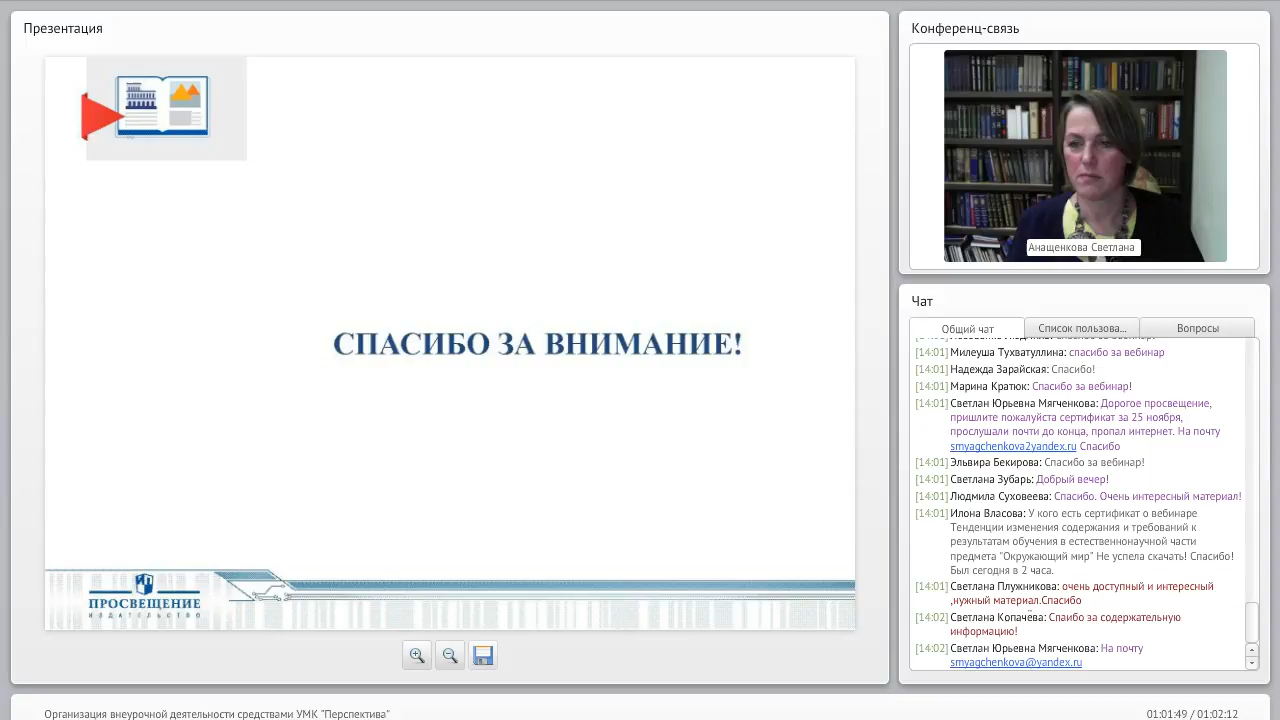 Презентация
СПАСИБО ЗА ВНИМАНИЕ!
ПРОСВЕЩЕНИЕ
ИЗДАТЕЛЬСТВО
Конференц-связь
Анащенкова Светлана
Чат
Общий чат
Список пользова...
Вопросы
[14:01] Милеуша Тухватуллина: спасибо за вебинар
[14:01] Надежда Зарайская: Спасибо!
[14:01] Марина Кратюк: Спасибо за вебинар!
[14:01] Светлан Юрьевна Мягченкова: Дорогое просвещение,
пришлите пожалуйста сертификат за 25 ноября,
прослушали почти до конца, пропал интернет. На почту
smyagchenkova2yandex.ru Спасибо
[14:01] Эльвира Бекирова: Спасибо за вебинар!
[14:01] Светлана Зубарь: Добрый вечер!
[14:01] Людмила Суховеева: Спасибо. Очень интересный материал!
[14:01] Илона Власова: У кого есть сертификат о вебинаре
Тенденции изменения содержания и требований к
результатам обучения в естественнонаучной части
предмета "Окружающий мир" Не успела скачать! Спасибо!
Был сегодня в 2 часа.
[14:01] Светлана Плужникова: очень доступный и интересный
,нужный материал.Спасибо
[14:02] Светлана Копачёва: Спаибо за содержательную
информацию!
[14:02] Светлан Юрьевна Мягченкова: На почту
smyagchenkova@yandex.ru
Организация внеурочной деятельности средствами УМК "Перспектива"
01:01:49 / 01:02:12